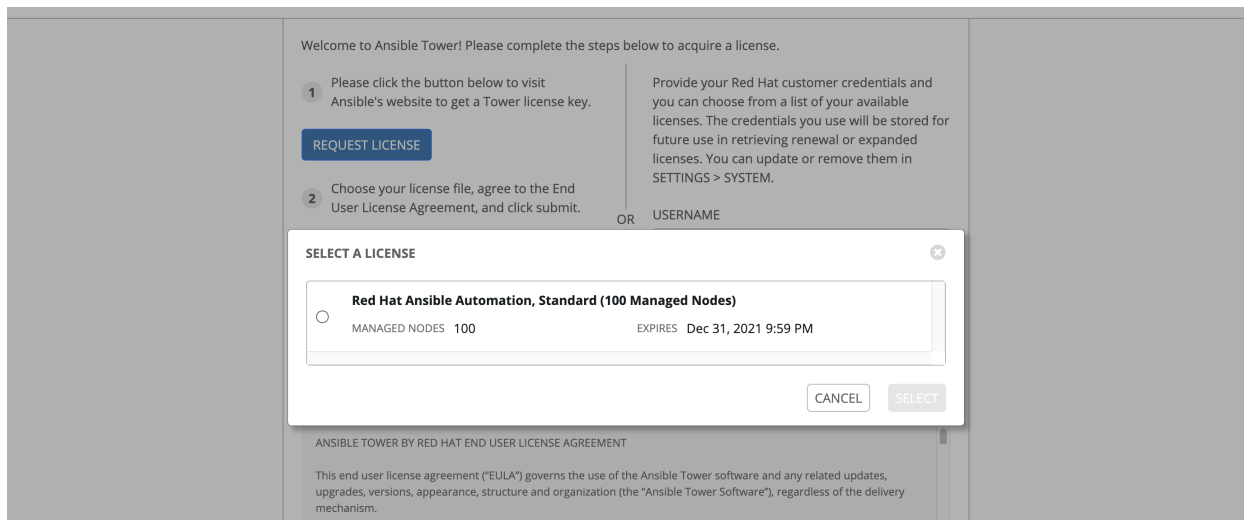 Welcome to Ansible Tower! Please complete the steps below to acquire a license.
1
Please click the button below to visit
Ansible's website to get a Tower license key.
REQUEST LICENSE
2
Choose your license file, agree to the End
User License Agreement, and click submit.
OR
Provide your Red Hat customer credentials and
you can choose from a list of your available
licenses. The credentials you use will be stored for
future use in retrieving renewal or expanded
licenses. You can update or remove them in
SETTINGS > SYSTEM.
USERNAME
SELECT A LICENSE
Red Hat Ansible Automation, Standard (100 Managed Nodes)
MANAGED NODES 100 EXPIRES Dec 31, 2021 9:59 PM
CANCEL SELECT
ANSIBLE TOWER BY RED HAT END USER LICENSE AGREEMENT
This end user license agreement (“EULA”) governs the use of the Ansible Tower software and any related updates,
upgrades, versions, appearance, structure and organization (the “Ansible Tower Software”), regardless of the delivery
mechanism.